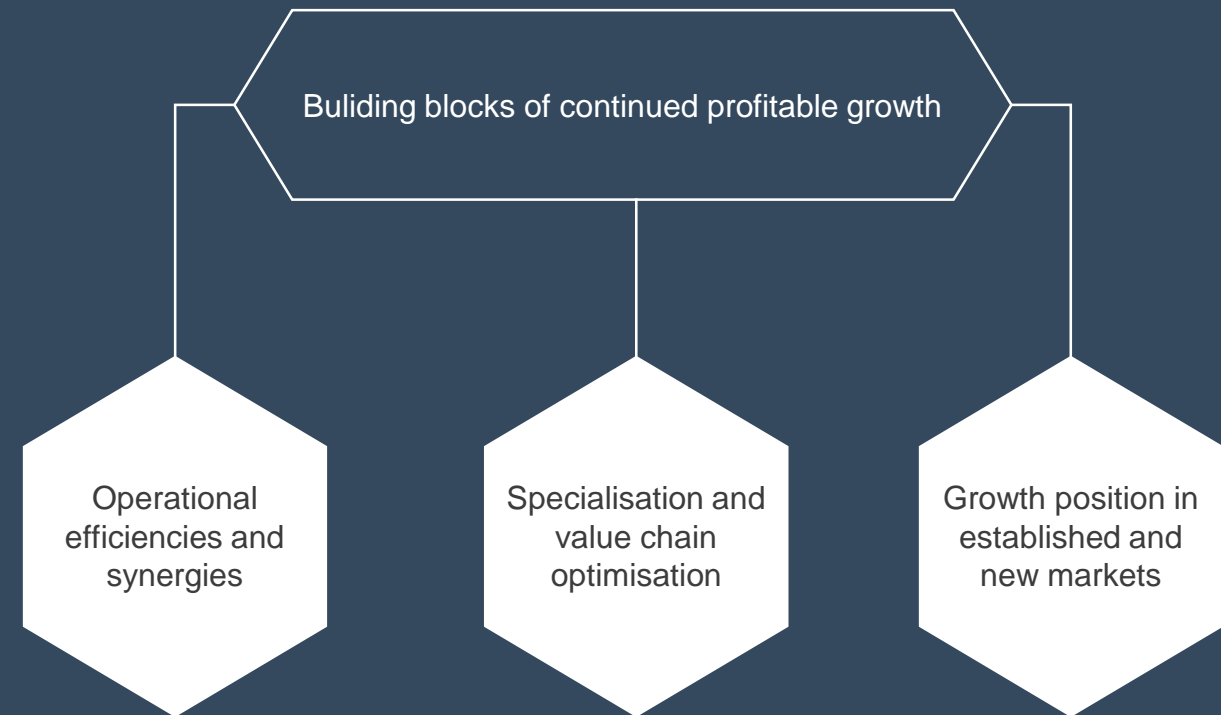 Buliding blocks of continued profitable growth
Operational
efficiencies and
synergies
Specialisation and
value chain
optimisation
Growth position in
established and
new markets